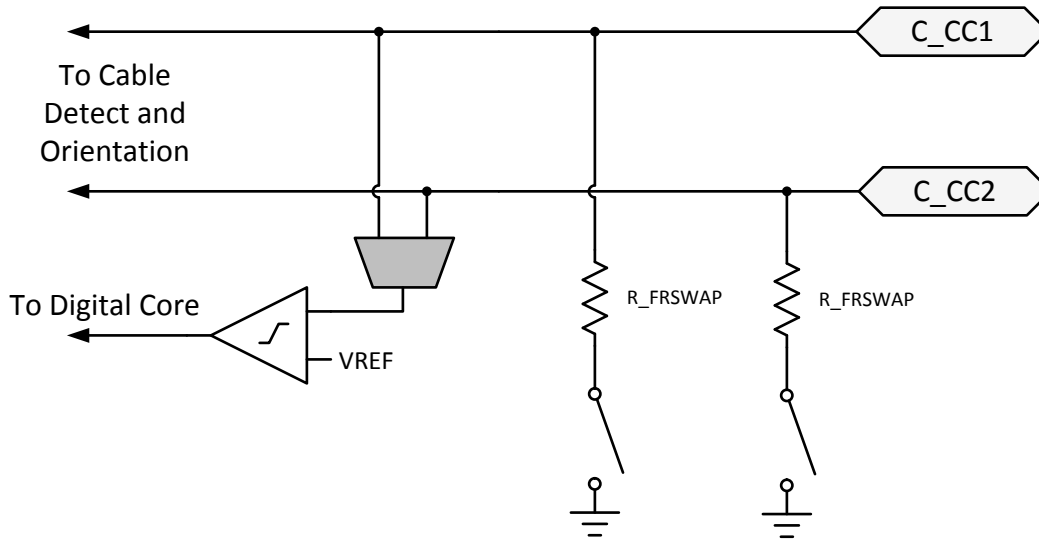 C_CC1
To Cable
Detect and
Orientation
C_CC2
To Digital Core
R_FRSWAP
R_FRSWAP
VREF